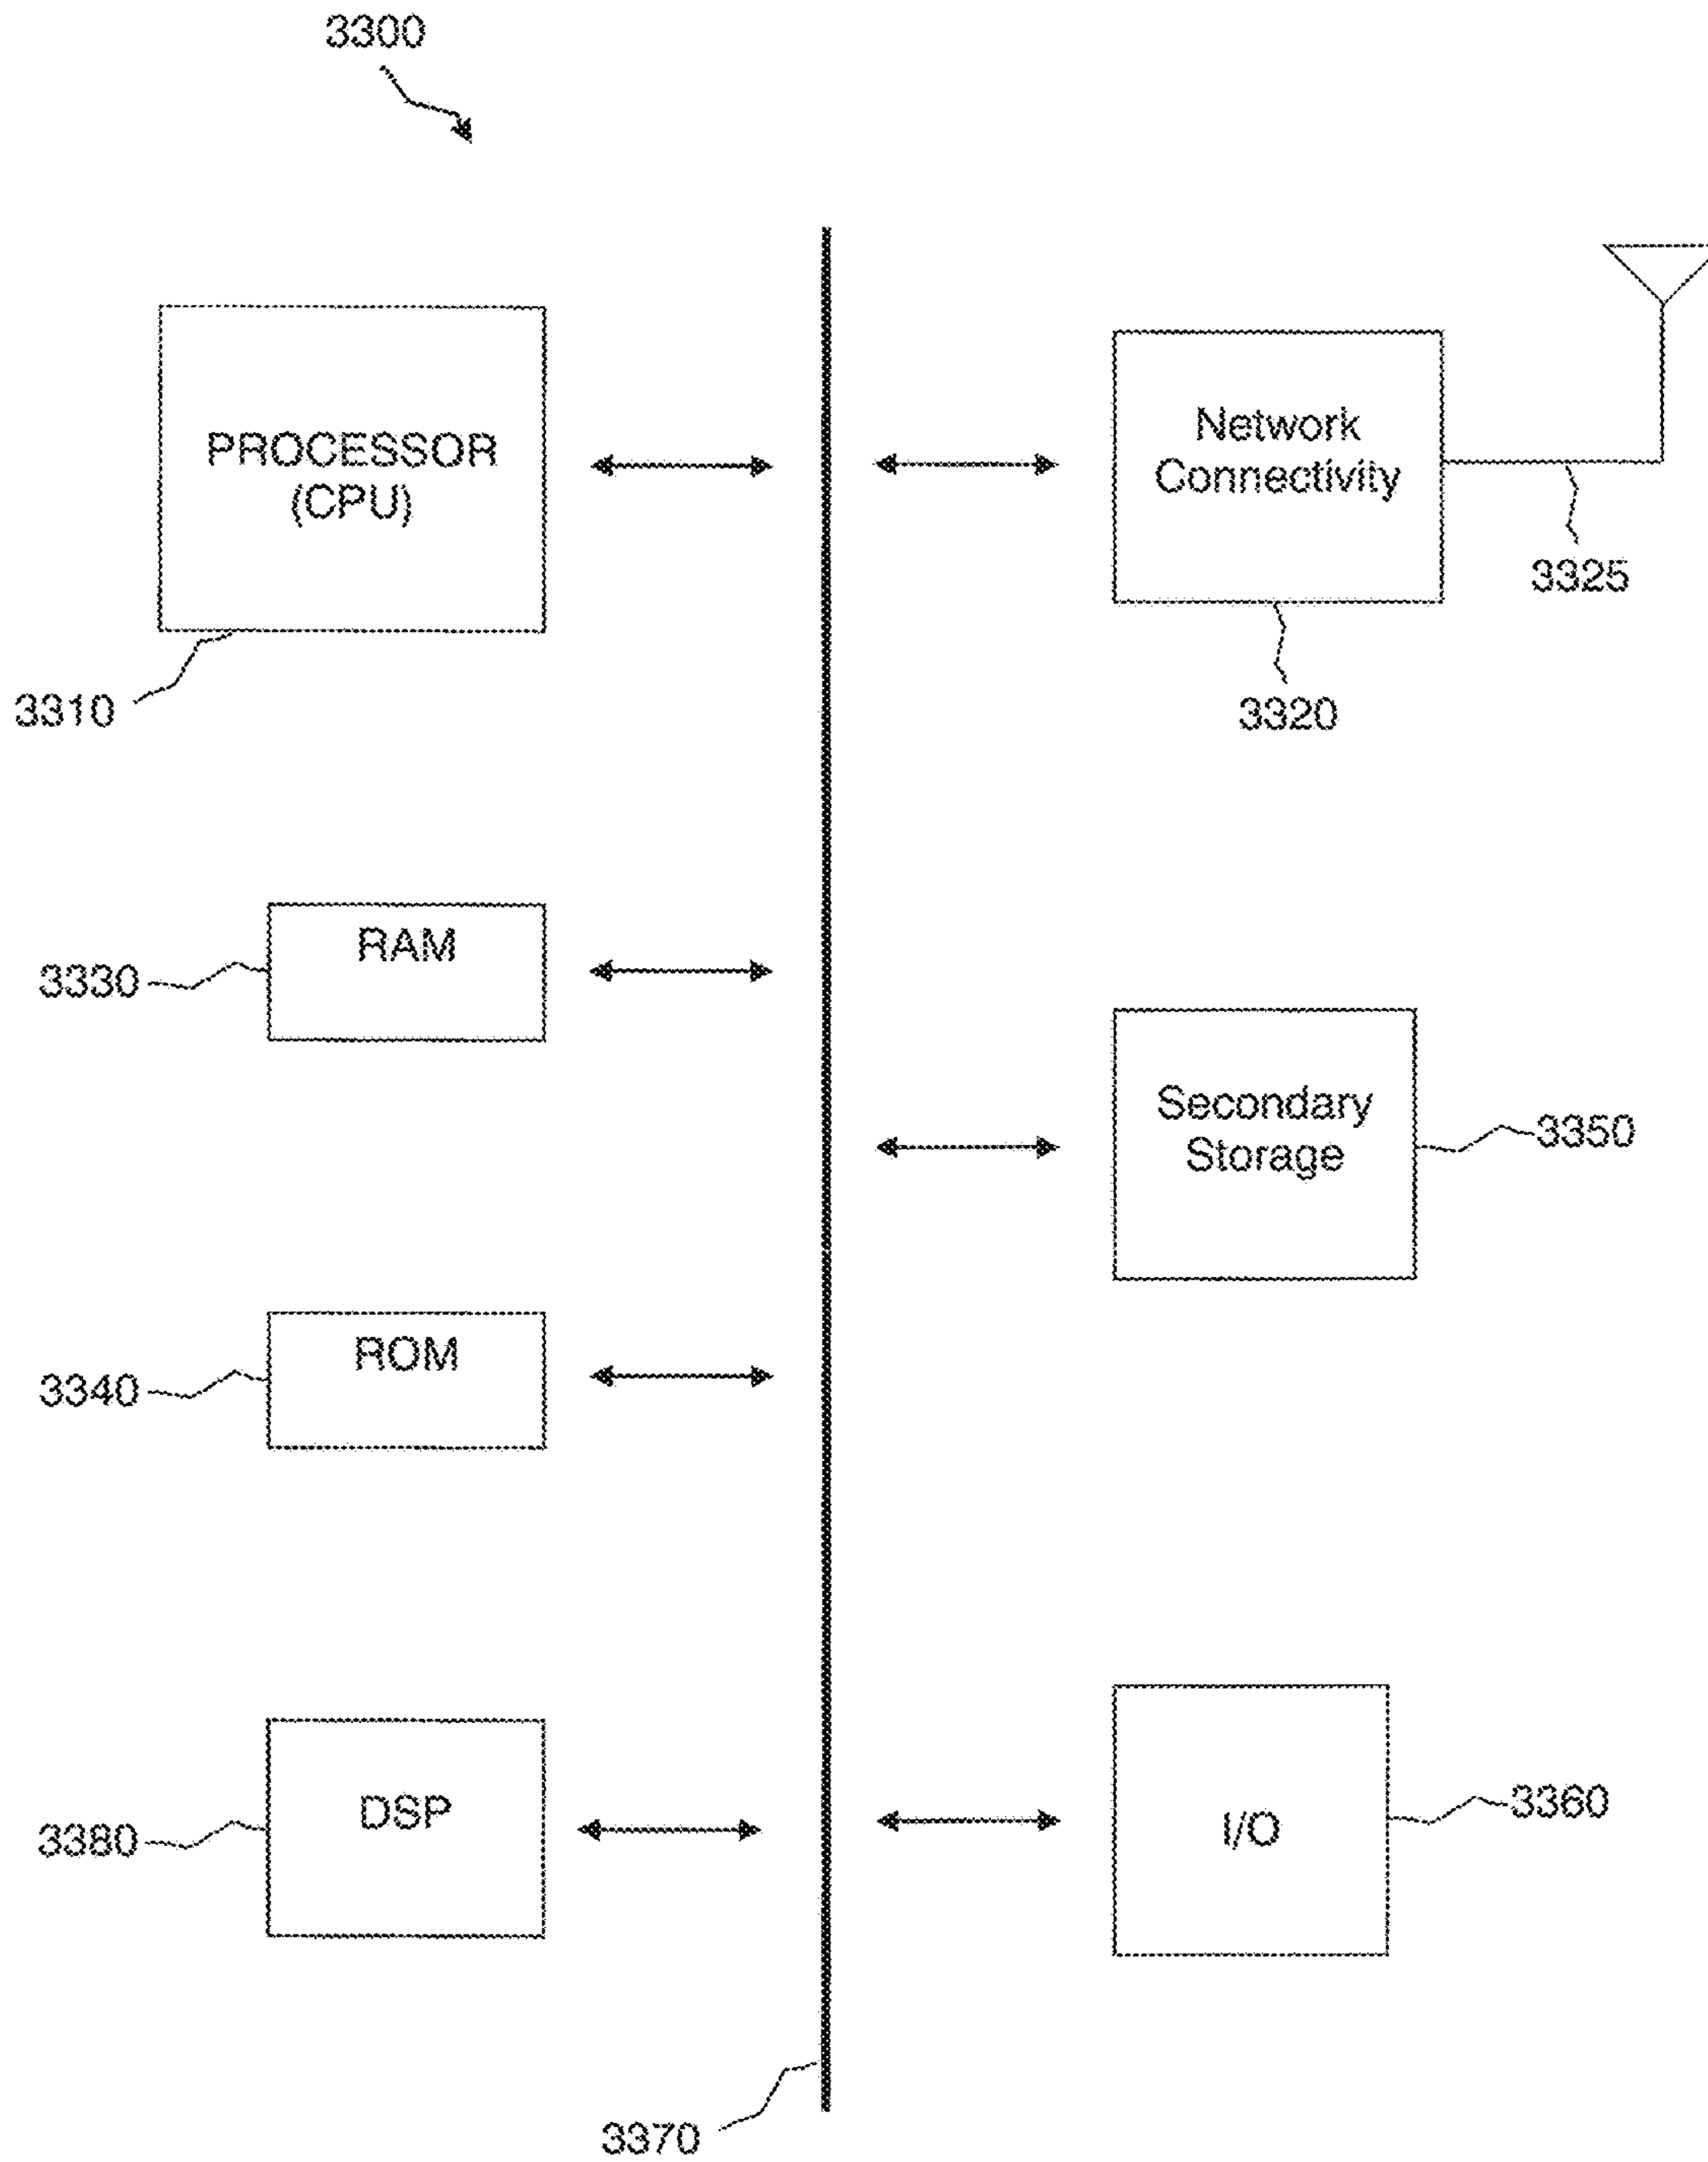 3300
PROCESSOR
(CPU)
3310
Network
Connectivity
3325
3320
RAM
3330
Secondary
Storage
3350
ROM
3340
DSP
3380
I/O
3360
3370